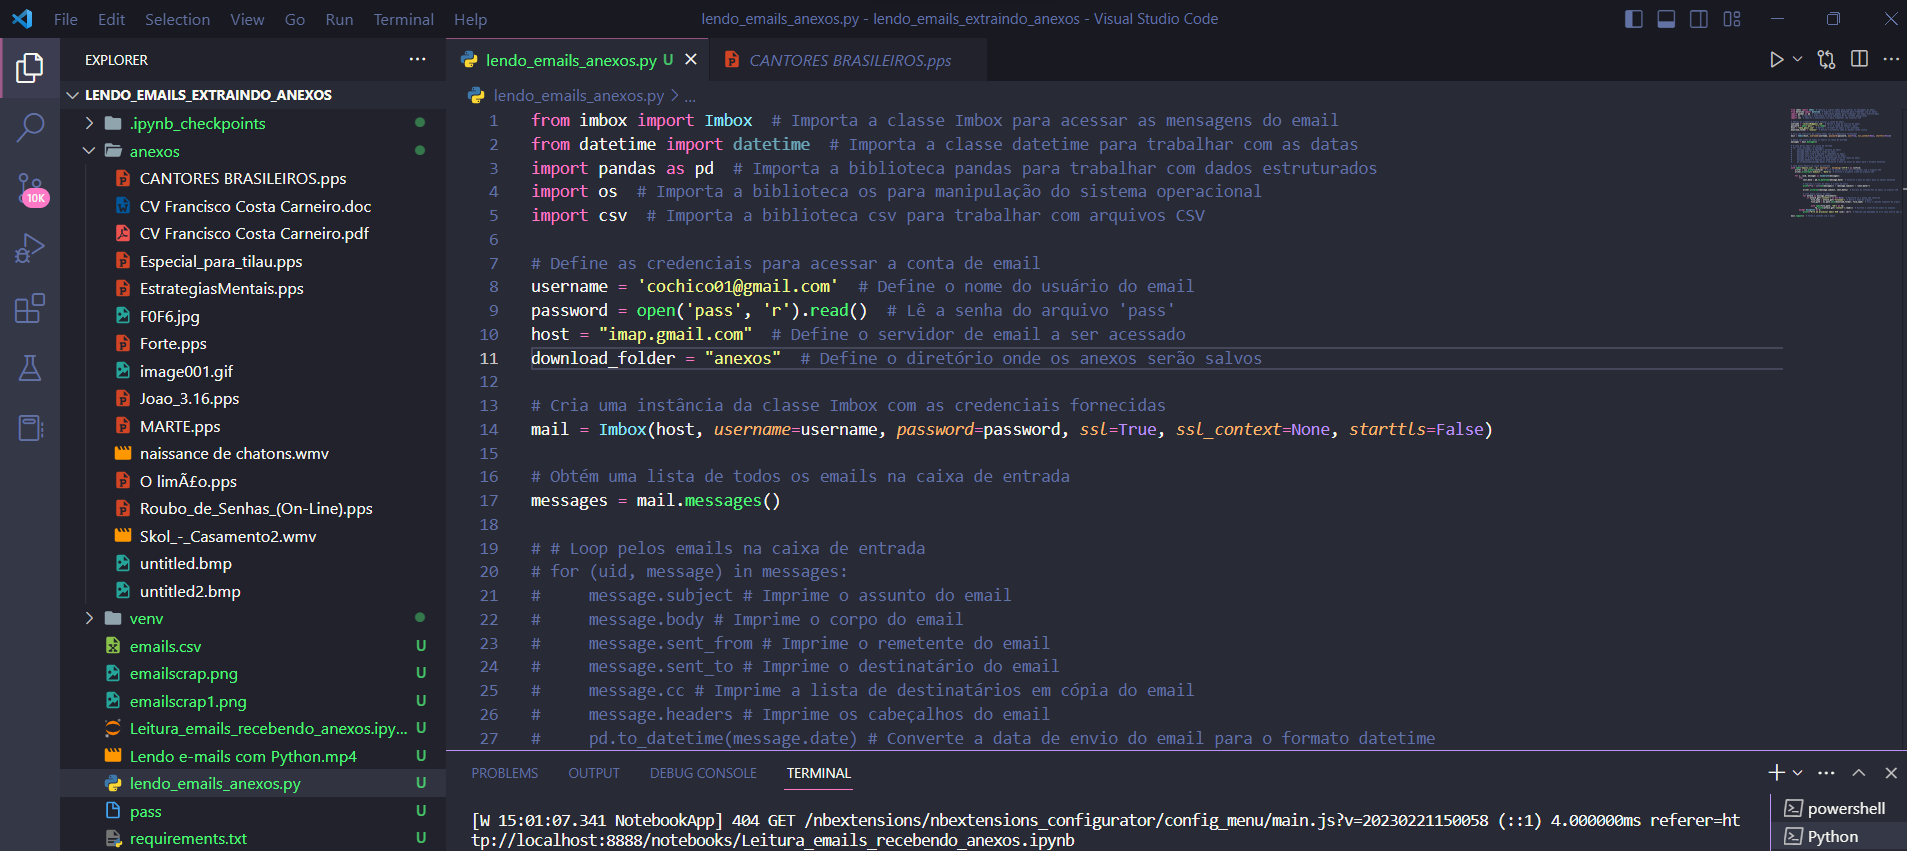 File Edit Selection View Go Run Terminal Help
lendo_emails_anexos.py - lendo_emails_extraindo_anexos - Visual Studio Code
EXPLORER
LENDO_EMAILS_EXTRAINDO_ANEXOS
.ipynb_checkpoints
anexos
CANTORES BRASILEIROS.pps
CV Francisco Costa Carneiro.doc
CV Francisco Costa Carneiro.pdf
Especial_para_tilau.pps
EstrategiasMentais.pps
F0F6.jpg
Forte.pps
image001.gif
Joao_3.16.pps
MARTE.pps
naissance de chatons.wmv
O limÃ£o.pps
Roubo_de_Senhas_(On-Line).pps
Skol_-_Casamento2.wmv
untitled.bmp
untitled2.bmp
venv
emails.csv U
emailscrap.png U
emailscrap1.png U
Leitura_emails_recebendo_anexos.ipy... U
Lendo e-mails com Python.mp4 U
lendo_emails_anexos.py U
pass U
requirements.txt U
10K
lendo_emails_anexos.py U
CANTORES BRASILEIROS.pps
lendo_emails_anexos.py > ...
1 from imbox import Imbox # Importa a classe Imbox para acessar as mensagens do email
2 from datetime import datetime # Importa a classe datetime para trabalhar com as datas
3 import pandas as pd # Importa a biblioteca pandas para trabalhar com dados estruturados
4 import os # Importa a biblioteca os para manipulação do sistema operacional
5 import csv # Importa a biblioteca csv para trabalhar com arquivos CSV
6
7 # Define as credenciais para acessar a conta de email
8 username = 'cochico01@gmail.com' # Define o nome do usuário do email
9 password = open('pass', 'r').read() # Lê a senha do arquivo 'pass'
10 host = "imap.gmail.com" # Define o servidor de email a ser acessado
11 download_folder = "anexos" # Define o diretório onde os anexos serão salvos
12
13 # Cria uma instância da classe Imbox com as credenciais fornecidas
14 mail = Imbox(host, username=username, password=password, ssl=True, ssl_context=None, starttls=False)
15
16 # Obtém uma lista de todos os emails na caixa de entrada
17 messages = mail.messages()
18
19 # # Loop pelos emails na caixa de entrada
20 # for (uid, message) in messages:
21 # message.subject # Imprime o assunto do email
22 # message.body # Imprime o corpo do email
23 # message.sent_from # Imprime o remetente do email
24 # message.sent_to # Imprime o destinatário do email
25 # message.cc # Imprime a lista de destinatários em cópia do email
26 # message.headers # Imprime os cabeçalhos do email
27 # pd.to_datetime(message.date) # Converte a data de envio do email para o formato datetime
PROBLEMS OUTPUT DEBUG CONSOLE TERMINAL
[W 15:01:07.341 NotebookApp] 404 GET /nbextensions/nbextensions_configurator/config_menu/main.js?v=20230221150058 (::1) 4.000000ms referer=ht
tp://localhost:8888/notebooks/Leitura_emails_recebendo_anexos.ipynb
powershell
Python